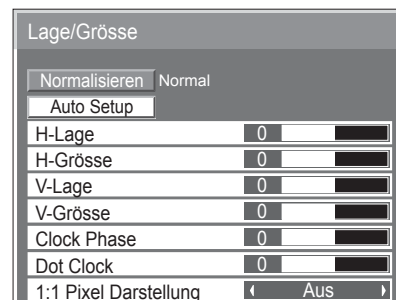 Lage/Grösse
Normalisieren Normal
Auto Setup
H-Lage 0
H-Grösse 0
V-Lage 0
V-Grösse 0
Clock Phase 0
Dot Clock 0
1:1 Pixel Darstellung Aus